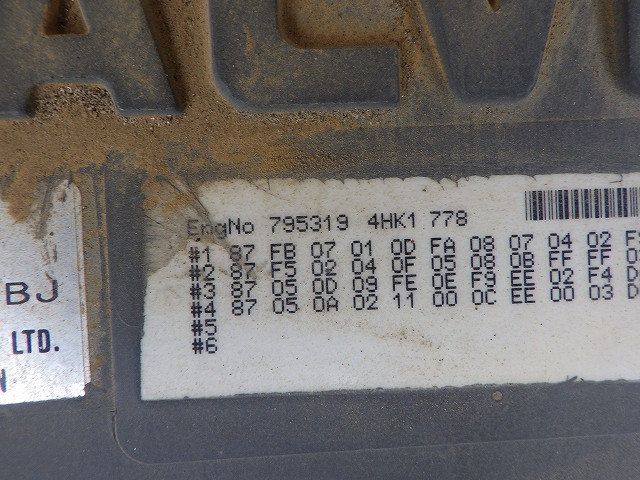 EngNo 795319 4HK1 778
#1 87 FB 07 01 0D FA 08 07 04 02
#2 87 F5 02 04 0F 05 08 0B FF FF
#3 87 05 0D 09 FE 0E F9 EE 02 F4
#4 87 05 0A 02 11 00 0C EE 00 03
#5
#6
BJ
LTD.
N